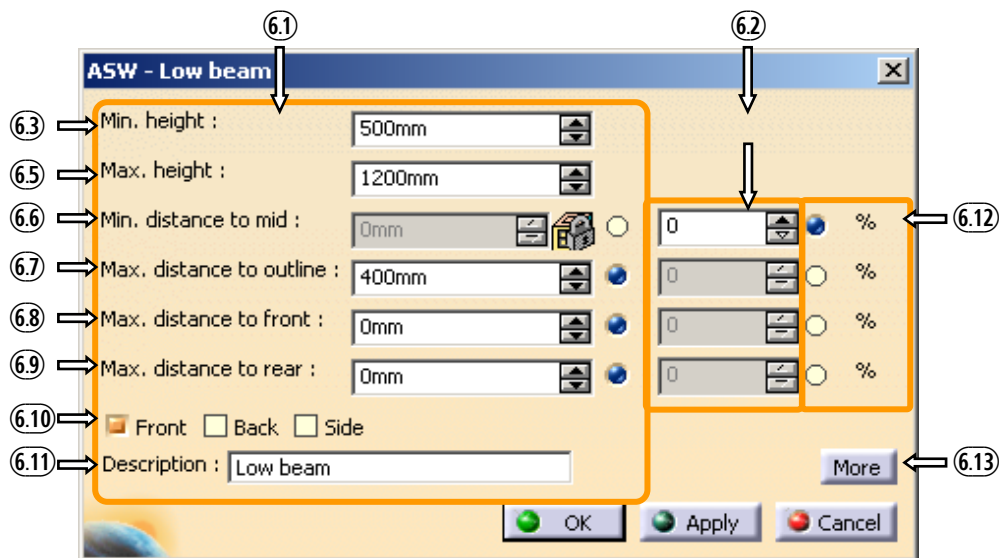 6.1 6.2
ASW - Low beam
6.3 Min. height : 500mm
6.5 Max. height : 1200mm
6.6 Min. distance to mid : 0mm 0 % 6.12
6.7 Max. distance to outline : 400mm 0 %
6.8 Max. distance to front : 0mm 0 %
6.9 Max. distance to rear : 0mm 0 %
6.10 Front Back Side
6.11 Description : Low beam
More 6.13
OK Apply Cancel